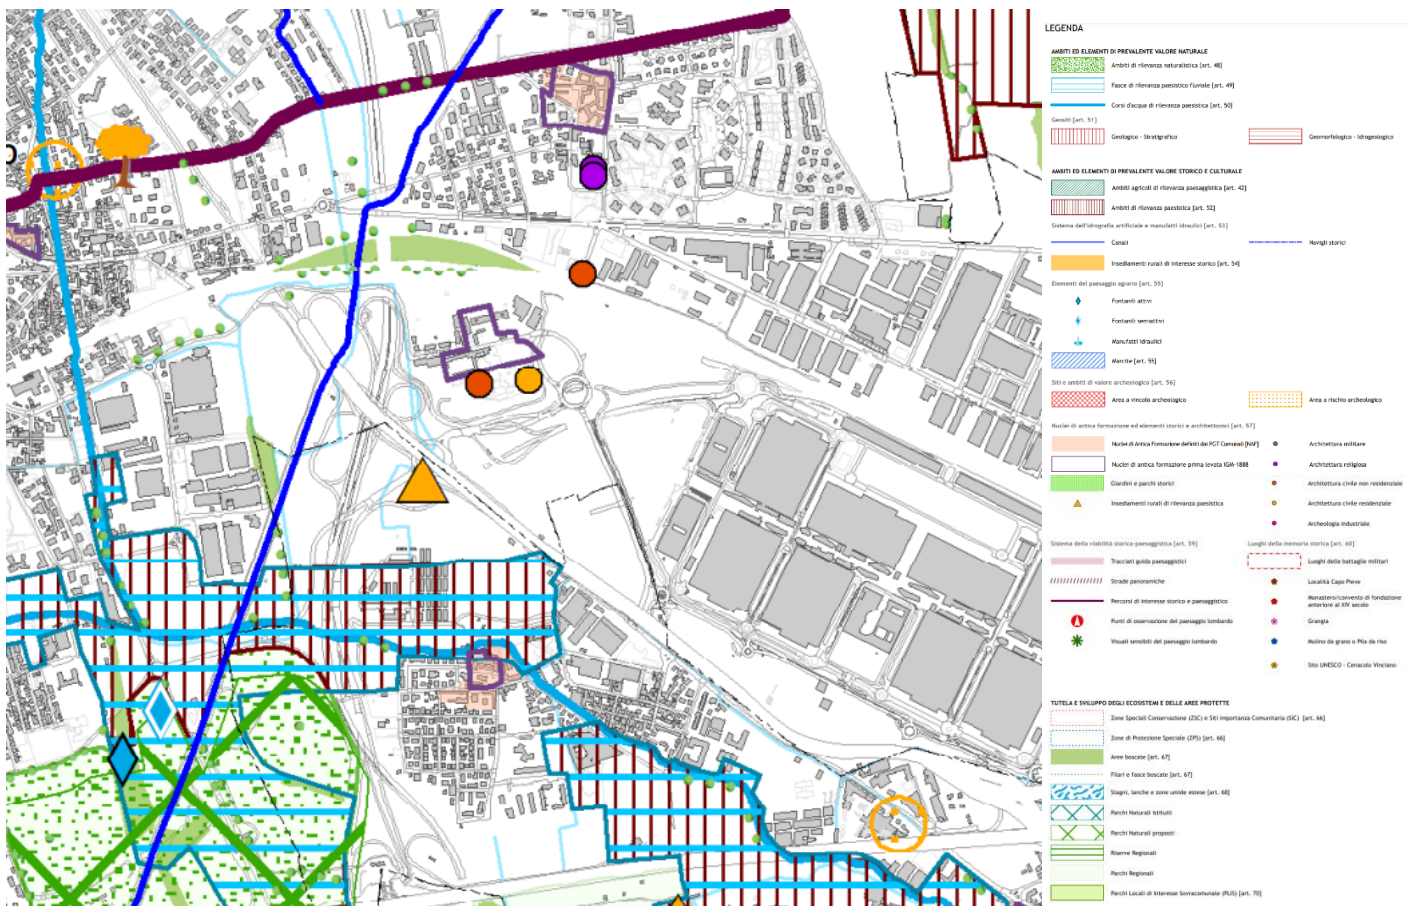 LEGENDA
AMBITI ED ELEMENTI DI PREVALENTE VALORE NATURALE
Ambiti di rilevanza naturalistica [art. 48]
Fasce di rilevanza paesistico fluviale [art. 49]
Corsi d'acqua di rilevanza paesistica [art. 50]
Geositi [art. 51]
Geologico - Stratigrafico
Geomorfologico - Idrogeologico
AMBITI ED ELEMENTI DI PREVALENTE VALORE STORICO E CULTURALE
Ambiti agricoli di rilevanza paesaggistica [art. 42]
Ambiti di rilevanza paesistica [art. 52]
Sistema dell'idrografia artificiale e manufatti idraulici [art. 53]
Canali
Navigli storici
Insediamenti rurali di interesse storico [art. 54]
Elementi del paesaggio agrario [art. 55]
Fontanili attivi
Fontanili semiattivi
Manufatti idraulici
Marcite [art. 55]
Siti e ambiti di valore archeologico [art. 56]
Area a vincolo archeologico
Area a rischio archeologico
Nuclei di antica formazione ed elementi storici e architettonici [art. 57]
Nuclei di Antica Formazione definiti dai PGT Comunali [NAF]
Architettura militare
Nuclei di antica formazione prima levata IGM-1888
Architettura religiosa
Giardini e parchi storici
Architettura civile non residenziale
Insediamenti rurali di rilevanza paesistica
Architettura civile residenziale
Archeologia industriale
Sistema della viabilità storica-paesaggistica [art. 59]
Luoghi della memoria storica [art. 60]
Tracciati guida paesaggistici
Luoghi delle battaglie militari
Strade panoramiche
Località Capo Pieve
Percorsi di interesse storico e paesaggistico
Monastero/convento di fondazione
anteriore al XIV secolo
Punti di osservazione del paesaggio lombardo
Grangia
Visuali sensibili del paesaggio lombardo
Mulino da grano o Pila da riso
Sito UNESCO - Cenacolo Vinciano
TUTELA E SVILUPPO DEGLI ECOSISTEMI E DELLE AREE PROTETTE
Zone Speciali Conservazione (ZSC) e Siti Importanza Comunitaria (SIC) [art. 66]
Zone di Protezione Speciale (ZPS) [art. 66]
Aree boscate [art. 67]
Filari e fasce boscate [art. 67]
Stagni, lanche e zone umide estese [art. 68]
Parchi Naturali istituiti
Parchi Naturali proposti
Riserve Regionali
Parchi Regionali
Parchi Locali di Interesse Sovracomunale (PLIS) [art. 70]